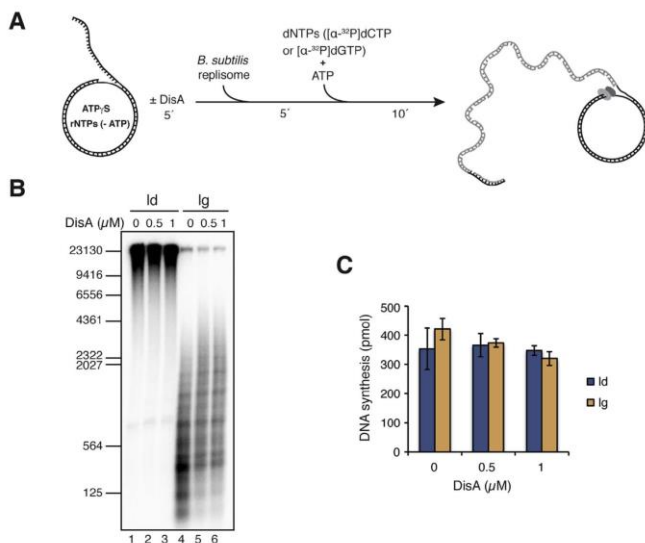 A
ATPγS
rNTPs (- ATP)
± DisA
5´
B. subtilis
replisome
5´
dNTPs ([α-³²P]dCTP
or [α-³²P]dGTP)
+
ATP
10´
B
ld lg
DisA (µM) 0 0.5 1 0 0.5 1
23130
9416
6556
4361
2322
2027
564
125
1 2 3 4 5 6
C
DNA synthesis (pmol)
500
400
300
200
100
0
0 0.5 1
DisA (µM)
ld
lg